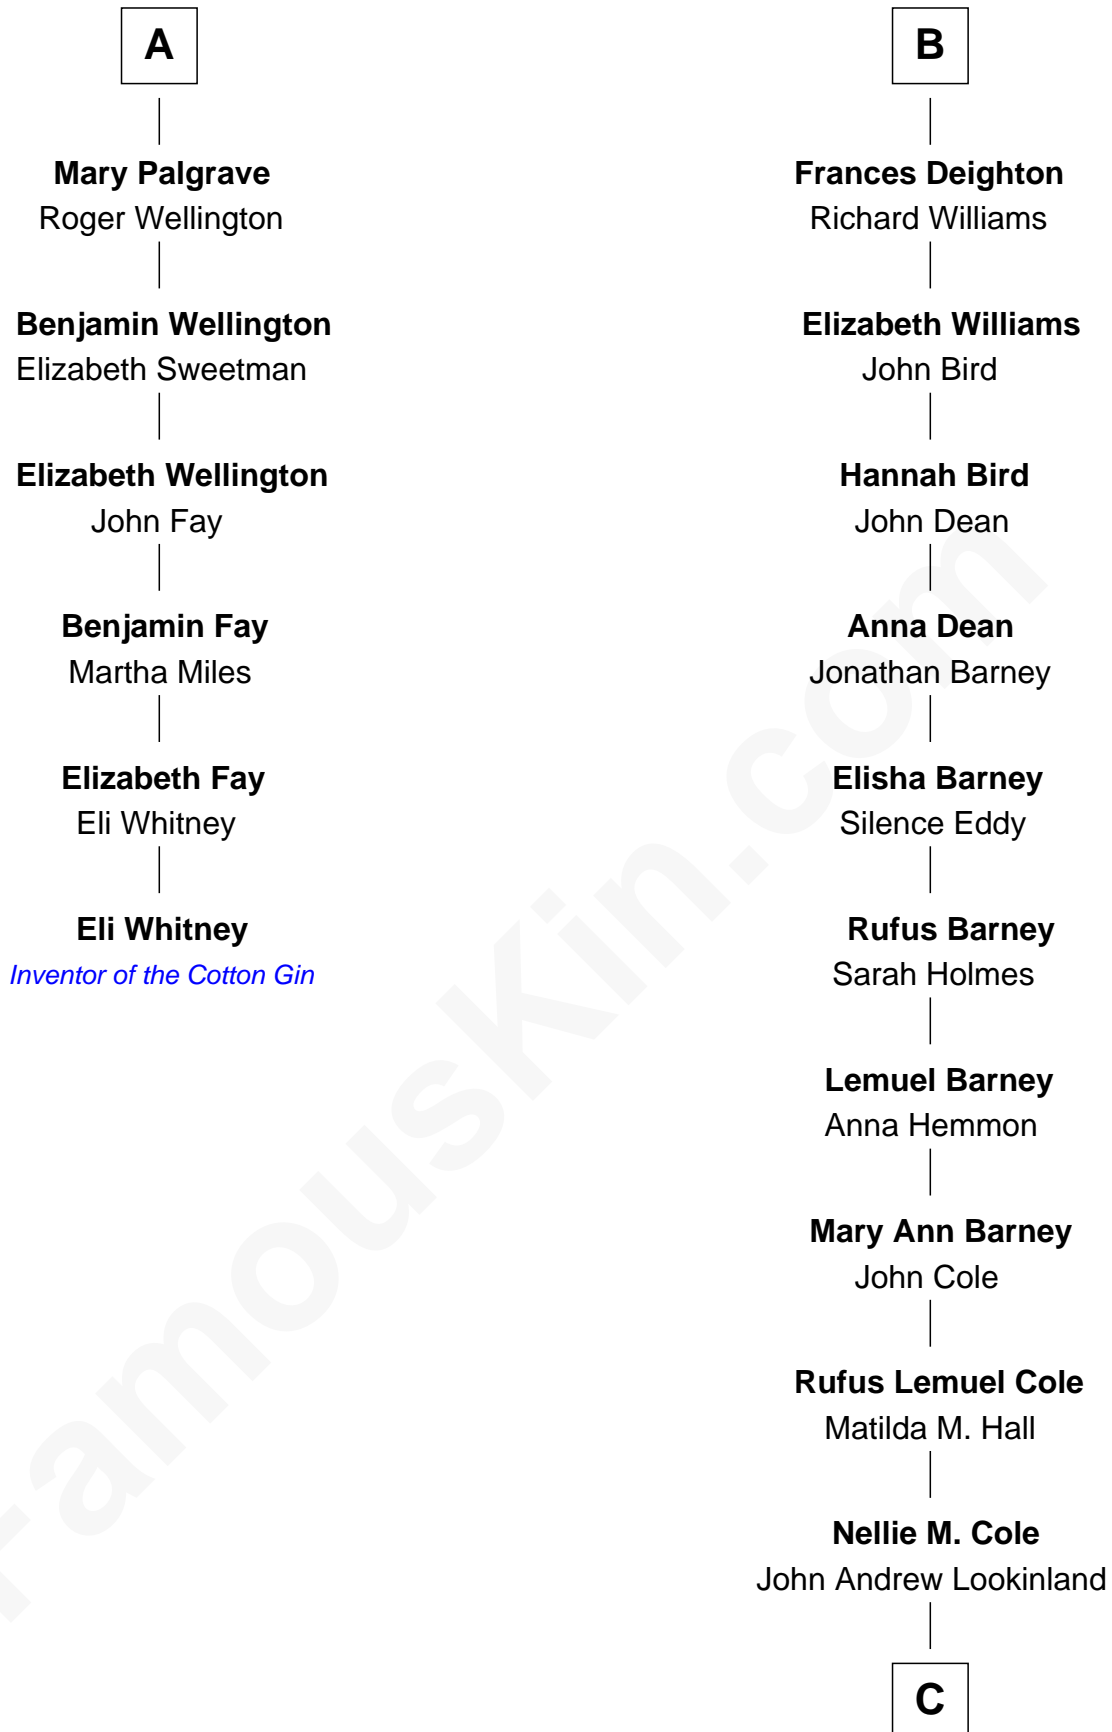 A
Mary Palgrave
Roger Wellington
Benjamin Wellington
Elizabeth Sweetman
Elizabeth Wellington
John Fay
Benjamin Fay
Martha Miles
Elizabeth Fay
Eli Whitney
Eli Whitney
Inventor of the Cotton Gin
B
Frances Deighton
Richard Williams
Elizabeth Williams
John Bird
Hannah Bird
John Dean
Anna Dean
Jonathan Barney
Elisha Barney
Silence Eddy
Rufus Barney
Sarah Holmes
Lemuel Barney
Anna Hemmon
Mary Ann Barney
John Cole
Rufus Lemuel Cole
Matilda M. Hall
Nellie M. Cole
John Andrew Lookinland
C
FamousKin.com